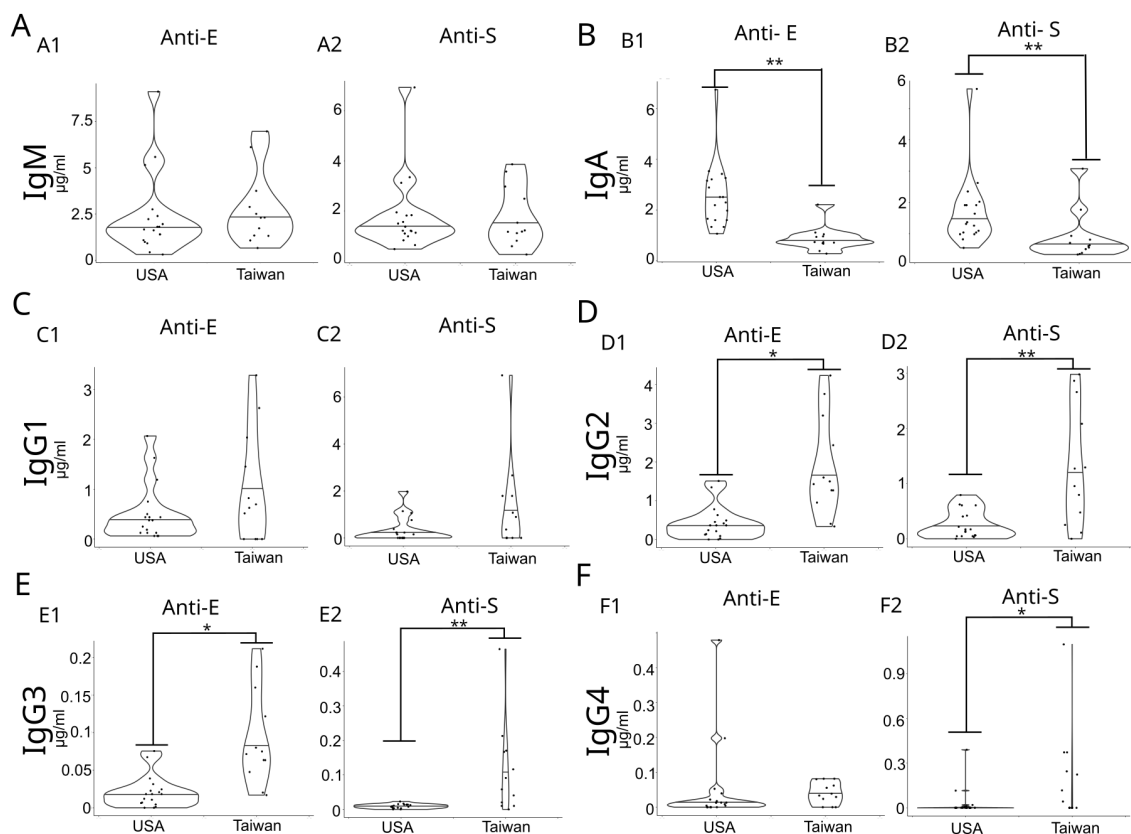 A
A1
Anti-E
A2
Anti-S
IgM
µg/ml
7.5
5
2.5
0
USA
Taiwan
6
4
2
0
USA
Taiwan
B
B1
Anti- E
**
B2
Anti- S
**
IgA
µg/ml
6
4
2
0
USA
Taiwan
6
4
2
0
USA
Taiwan
C
C1
Anti-E
C2
Anti-S
IgG1
µg/ml
3
2
1
0
USA
Taiwan
6
4
2
0
USA
Taiwan
D
D1
Anti-E
*
D2
Anti-S
**
IgG2
µg/ml
4
3
2
1
0
USA
Taiwan
3
2
1
0
USA
Taiwan
E
E1
Anti-E
*
E2
Anti-S
**
IgG3
µg/ml
0.2
0.15
0.1
0.05
0
USA
Taiwan
0.4
0.3
0.2
0.1
0
USA
Taiwan
F
F1
Anti-E
F2
Anti-S
*
IgG4
µg/ml
0.4
0.3
0.2
0.1
0
USA
Taiwan
0.9
0.6
0.3
0
USA
Taiwan